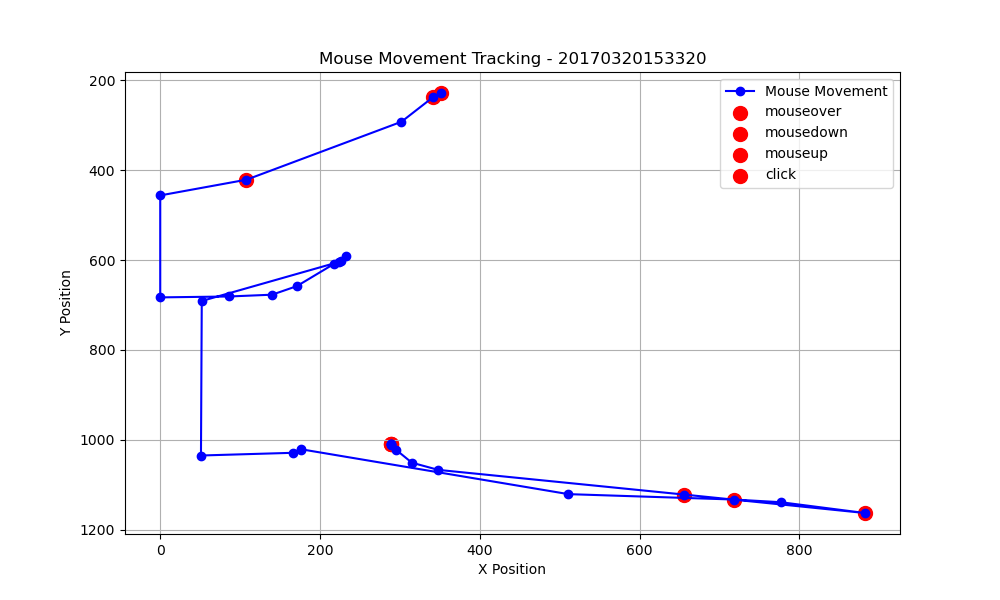 Mouse Movement Tracking - 20170320153320
Mouse Movement
mouseover
mousedown
mouseup
click
200
400
600
800
1000
1200
Y Position
0 200 400 600 800
X Position